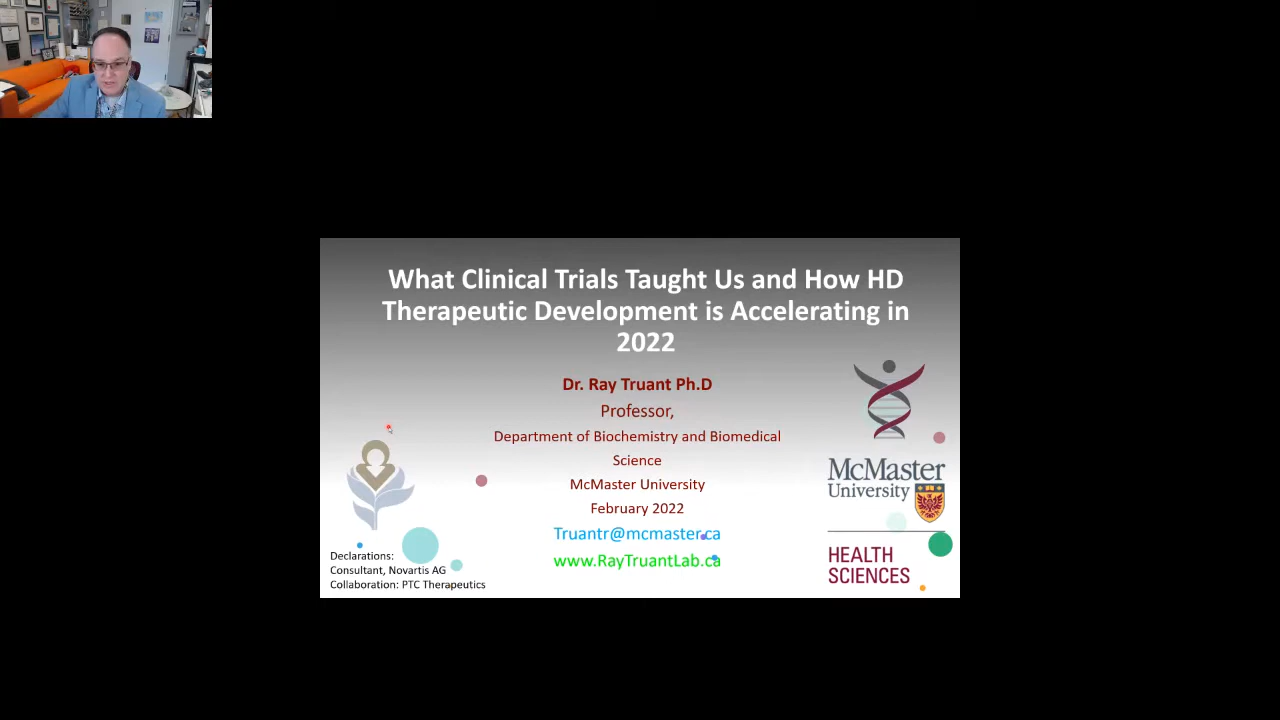 What Clinical Trials Taught Us and How HD
Therapeutic Development is Accelerating in
2022
Dr. Ray Truant Ph.D
Professor,
Department of Biochemistry and Biomedical
Science
McMaster University
February 2022
Truantr@mcmaster.ca
www.RayTruantLab.ca
Declarations:
Consultant, Novartis AG
Collaboration: PTC Therapeutics
McMaster
University
HEALTH
SCIENCES